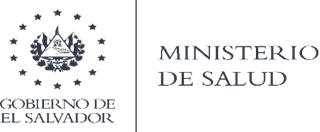 GOBIERNO DE
EL SALVADOR
MINISTERIO
DE SALUD